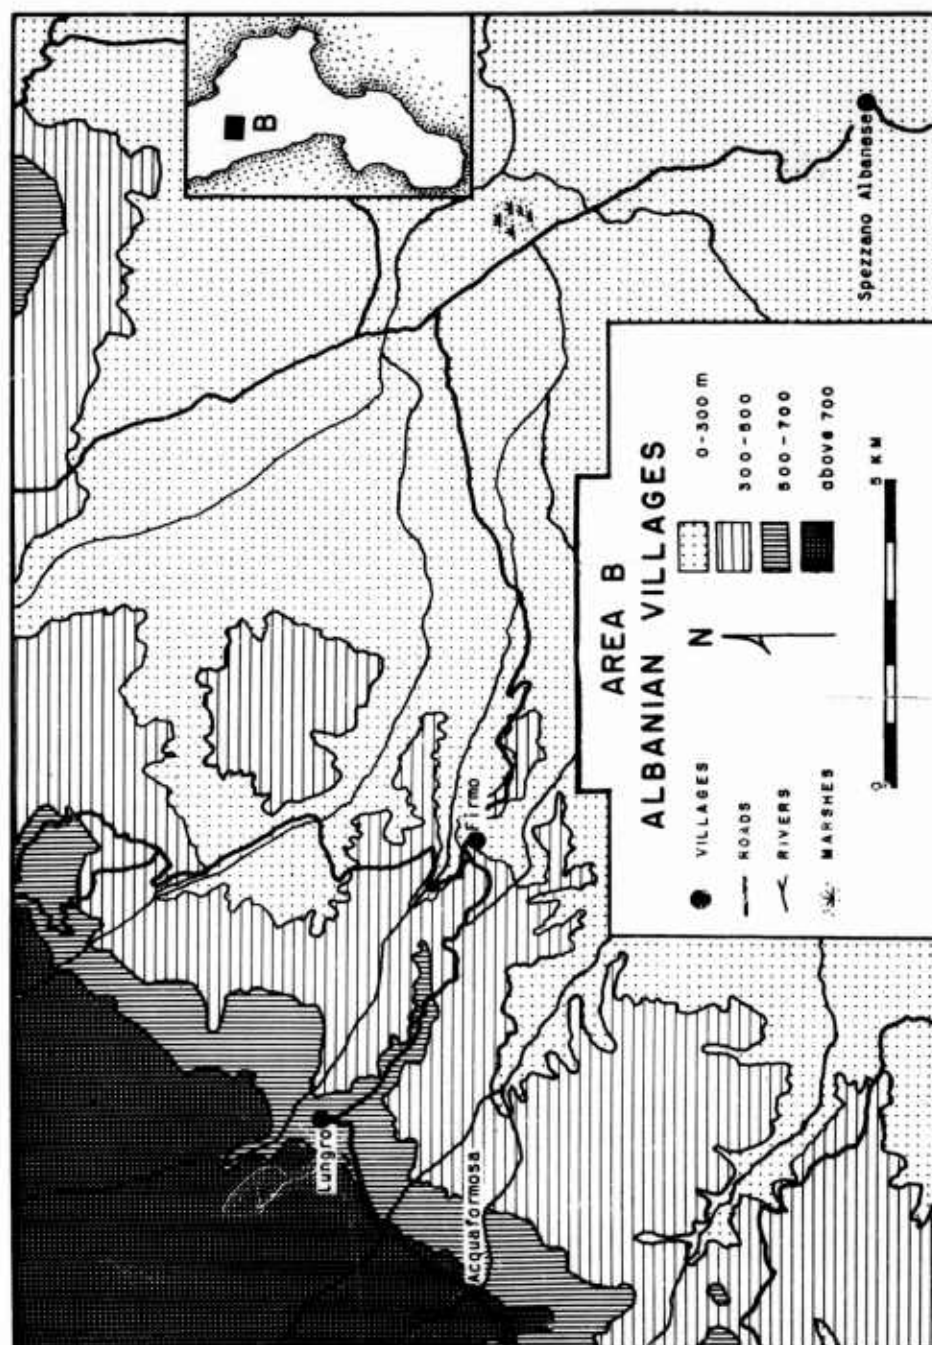 B
Lungro
Firmo
Acquaformosa
Spezzano Albanese
AREA B
ALBANIAN VILLAGES
VILLAGES
ROADS
RIVERS
MARSHES
N
0-300 m
300-500
500-700
above 700
0
5 KM